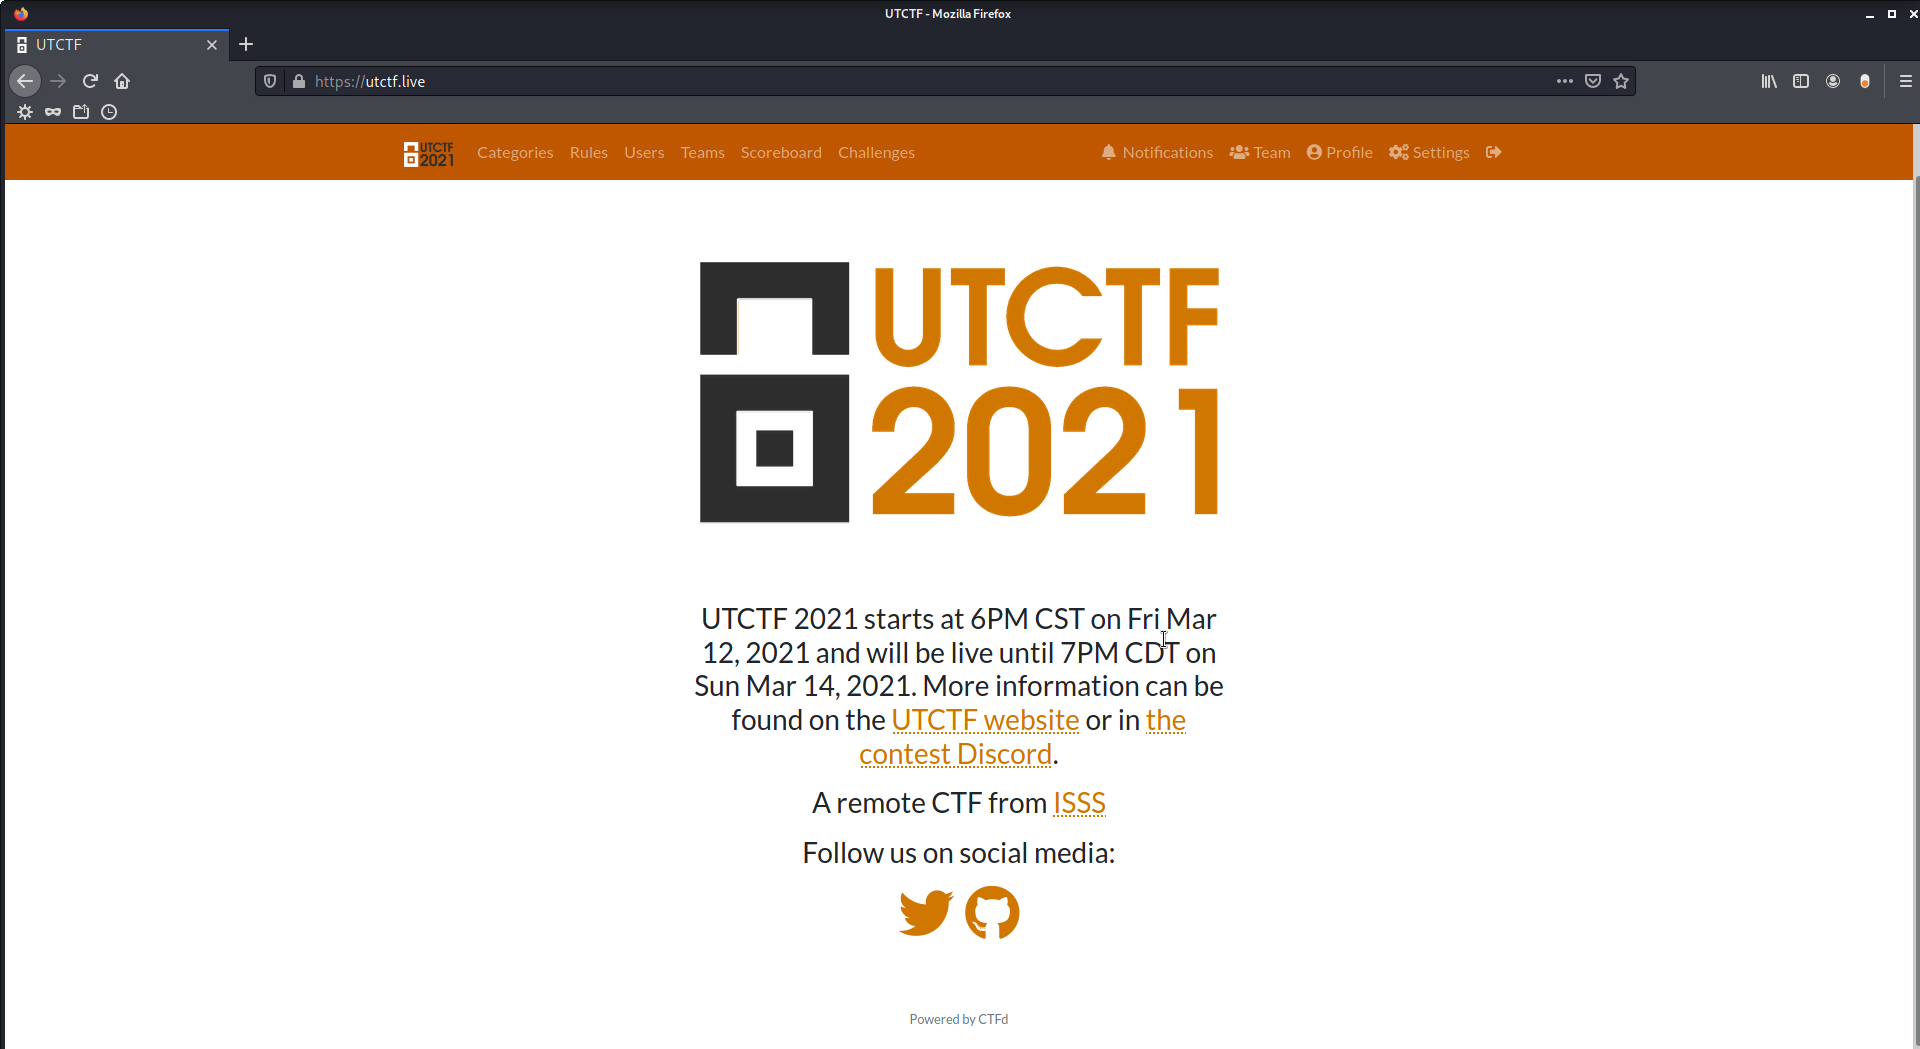 UTCTF - Mozilla Firefox
UTCTF
https://utctf.live
UTCTF
2021
Categories Rules Users Teams Scoreboard Challenges Notifications Team Profile Settings
UTCTF
2021
UTCTF 2021 starts at 6PM CST on Fri Mar
12, 2021 and will be live until 7PM CDT on
Sun Mar 14, 2021. More information can be
found on the UTCTF website or in the
contest Discord.
A remote CTF from ISSS
Follow us on social media:
Powered by CTFd